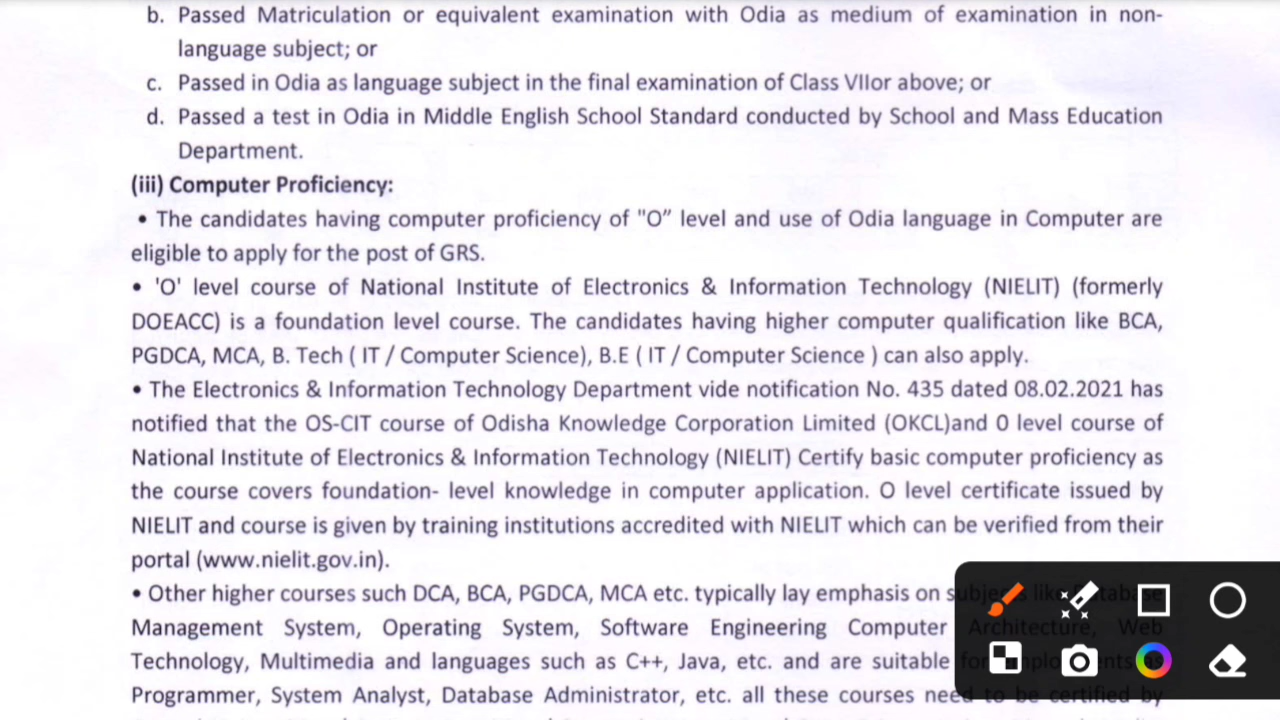 b. Passed Matriculation or equivalent examination with Odia as medium of examination in non-
language subject; or
c. Passed in Odia as language subject in the final examination of Class VIIor above; or
d. Passed a test in Odia in Middle English School Standard conducted by School and Mass Education
Department.
(iii) Computer Proficiency:
• The candidates having computer proficiency of "O” level and use of Odia language in Computer are
eligible to apply for the post of GRS.
• 'O' level course of National Institute of Electronics & Information Technology (NIELIT) (formerly
DOEACC) is a foundation level course. The candidates having higher computer qualification like BCA,
PGDCA, MCA, B. Tech ( IT / Computer Science), B.E ( IT / Computer Science ) can also apply.
• The Electronics & Information Technology Department vide notification No. 435 dated 08.02.2021 has
notified that the OS-CIT course of Odisha Knowledge Corporation Limited (OKCL)and 0 level course of
National Institute of Electronics & Information Technology (NIELIT) Certify basic computer proficiency as
the course covers foundation- level knowledge in computer application. O level certificate issued by
NIELIT and course is given by training institutions accredited with NIELIT which can be verified from their
portal (www.nielit.gov.in).
• Other higher courses such DCA, BCA, PGDCA, MCA etc. typically lay emphasis on subjects like Database
Management System, Operating System, Software Engineering Computer Architecture, Web
Technology, Multimedia and languages such as C++, Java, etc. and are suitable for
Programmer, System Analyst, Database Administrator, etc. all these courses need to be certified by